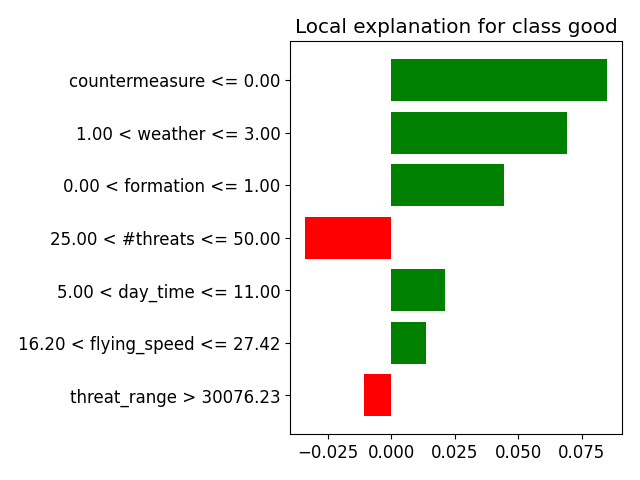 Local explanation for class good
countermeasure <= 0.00
1.00 < weather <= 3.00
0.00 < formation <= 1.00
25.00 < #threats <= 50.00
5.00 < day_time <= 11.00
16.20 < flying_speed <= 27.42
threat_range > 30076.23
−0.025 0.000 0.025 0.050 0.075